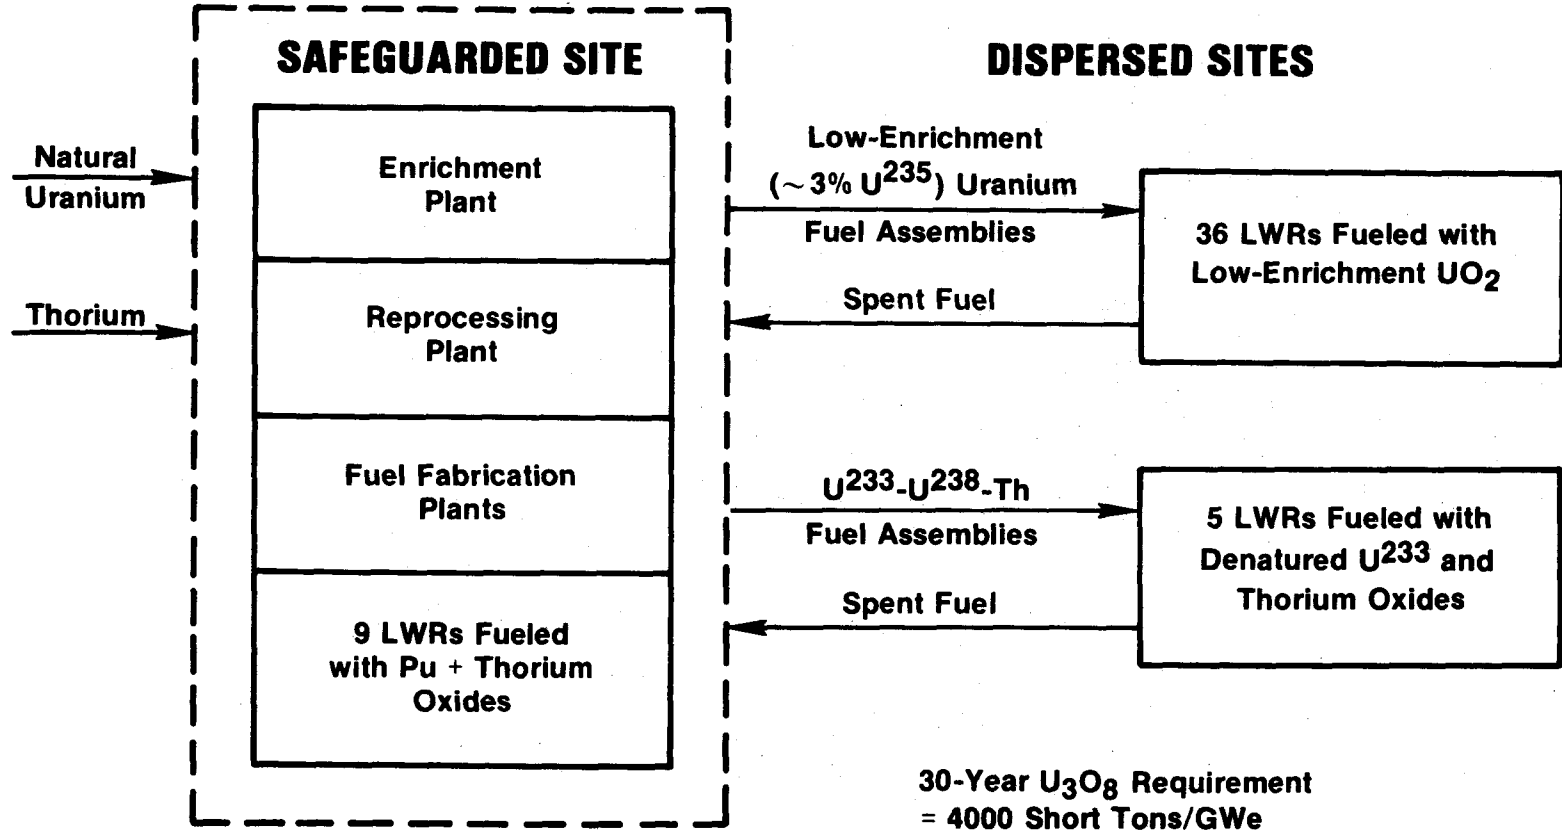 SAFEGUARDED SITE
DISPERSED SITES
Natural
Uranium
Thorium
Enrichment
Plant
Reprocessing
Plant
Fuel Fabrication
Plants
9 LWRs Fueled
with Pu + Thorium
Oxides
Low-Enrichment
(~3% U²³⁵) Uranium
Fuel Assemblies
Spent Fuel
36 LWRs Fueled with
Low-Enrichment UO₂
U²³³-U²³⁸-Th
Fuel Assemblies
Spent Fuel
5 LWRs Fueled with
Denatured U²³³ and
Thorium Oxides
30-Year U₃O₈ Requirement
= 4000 Short Tons/GWe